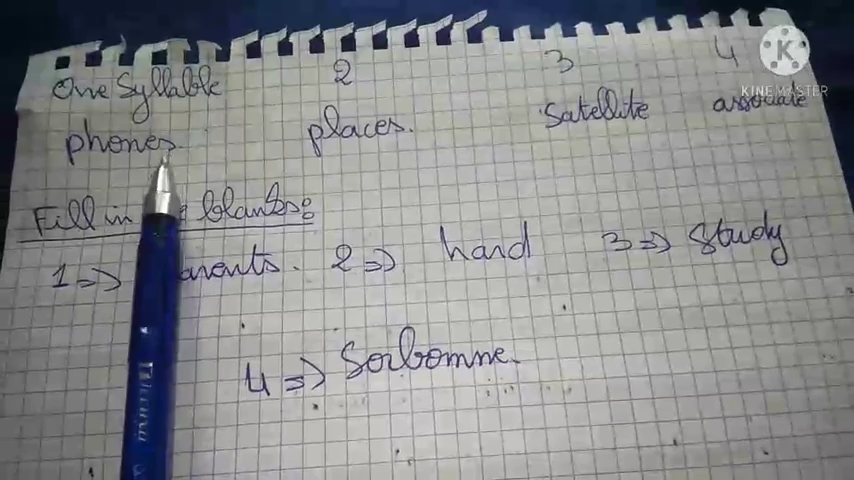 One Syllable 2 3 4
phones. places. Satellite associate
Fill in blanks:
1 => 2 => hard 3 => Study
4 => Sorbonne.
KINEMASTER